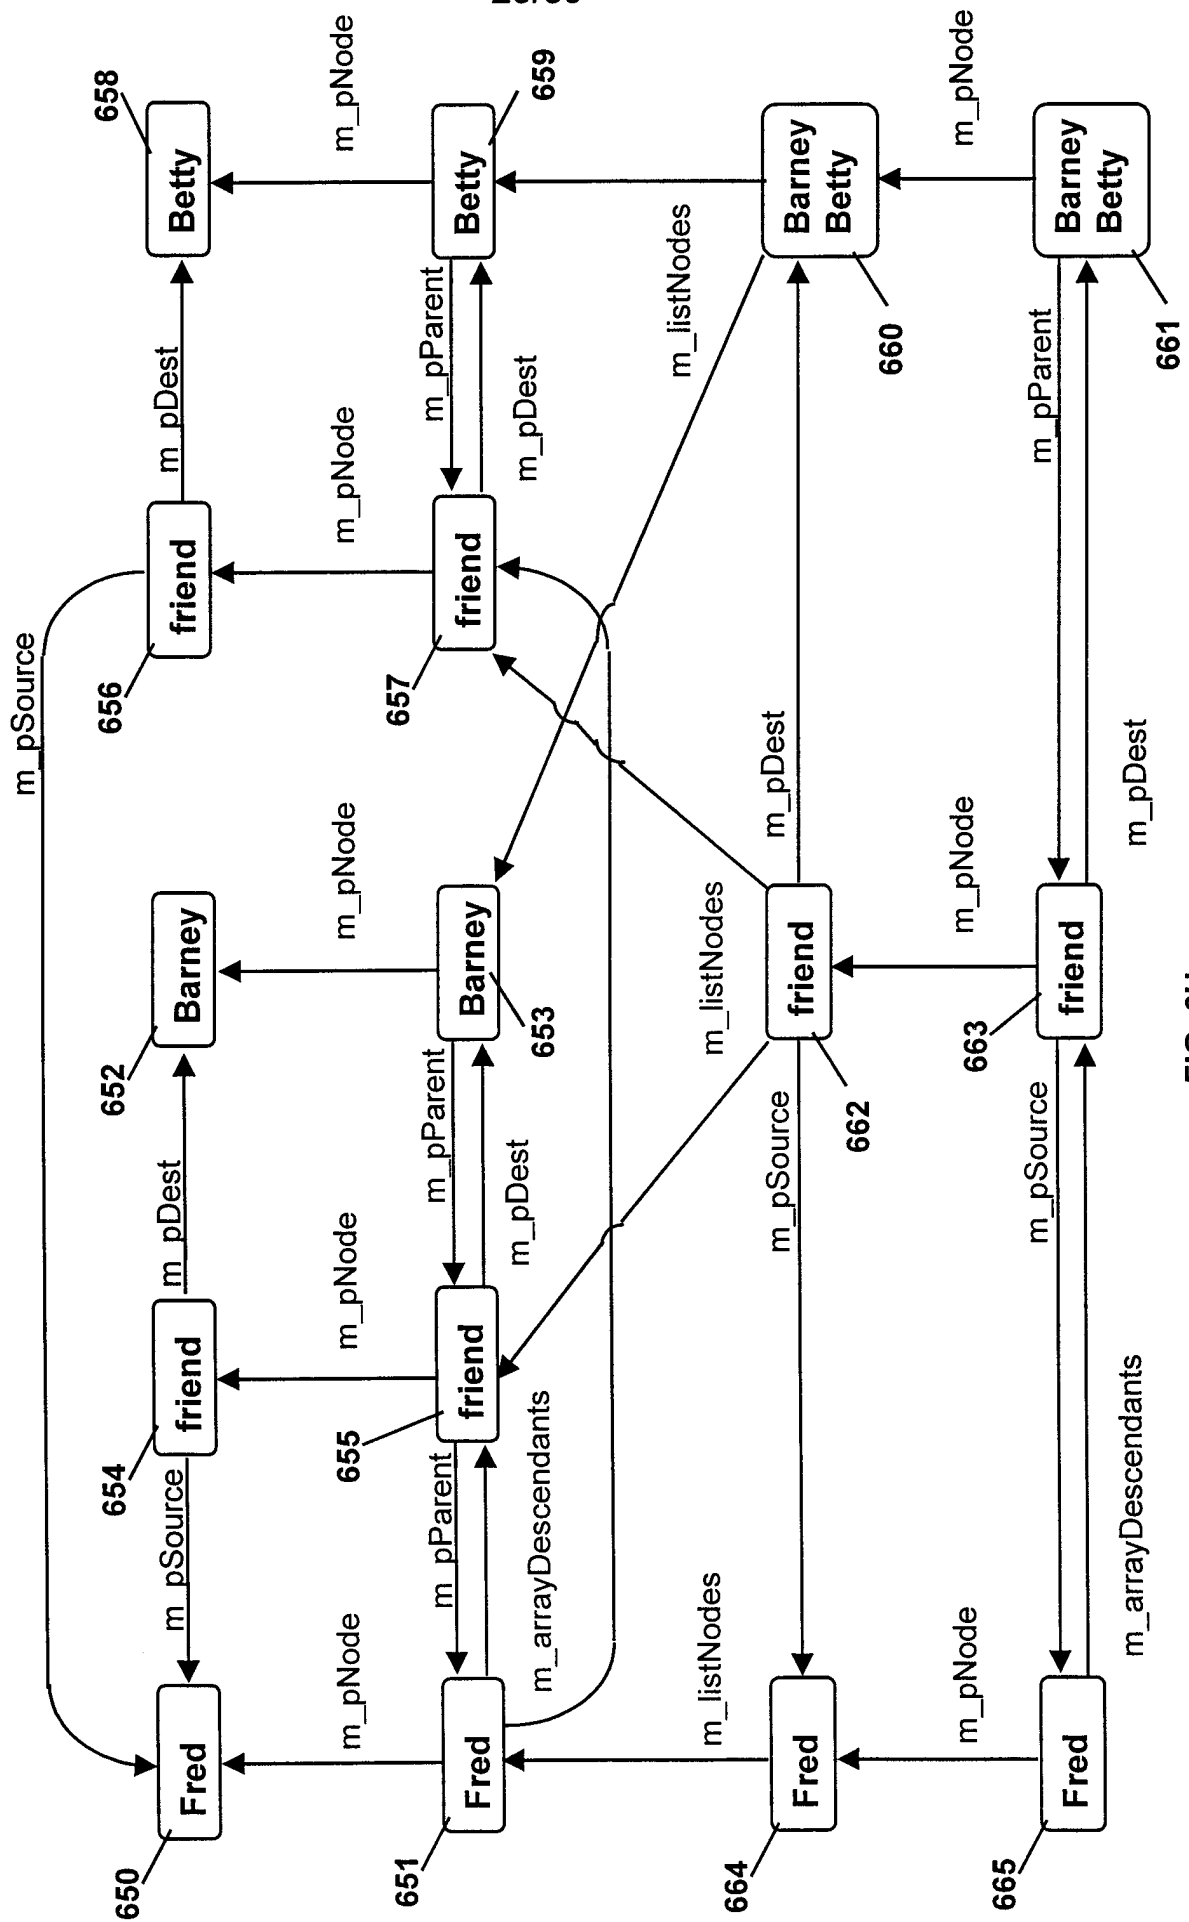 m_pSource
650
654
652
656
658
m_pSource
m_pDest
m_pDest
Fred
friend
Barney
friend
Betty
m_pNode
m_pNode
m_pNode
m_pNode
m_pNode
651
655
657
m_pParent
m_pParent
m_pParent
Fred
friend
Barney
friend
Betty
m_arrayDescendants
m_pDest
653
m_pDest
659
m_listNodes
m_listNodes
m_listNodes
664
m_pSource
m_pDest
Fred
friend
Barney
Betty
662
660
m_pNode
m_pNode
m_pNode
665
663
m_pSource
m_pParent
Fred
friend
Barney
Betty
m_arrayDescendants
m_pDest
661